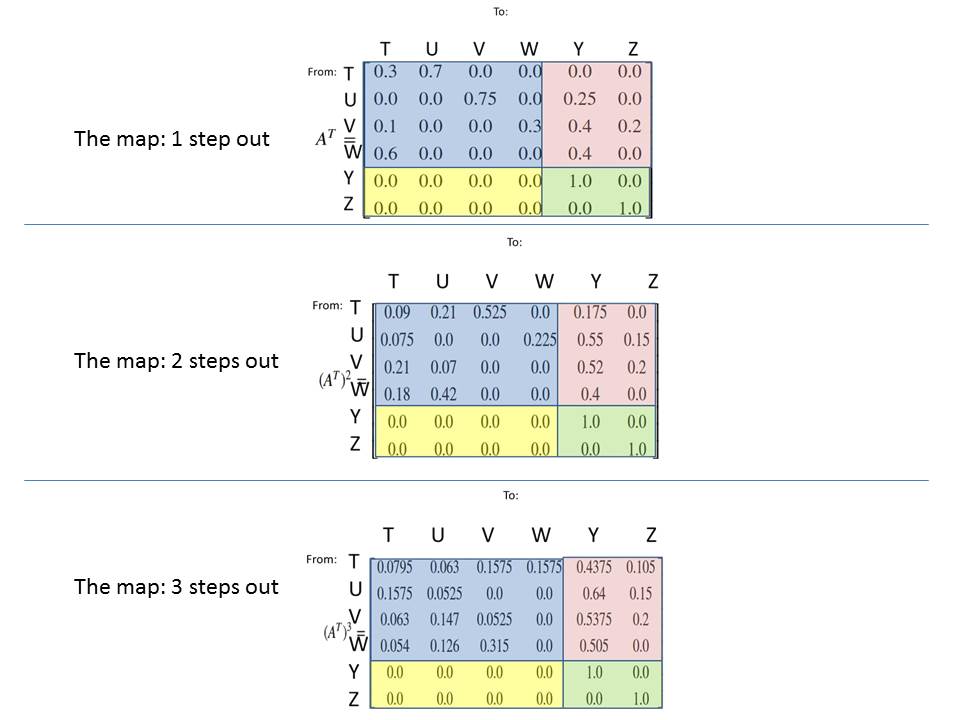 To:
T U V W Y Z
From: T 0.3 0.7 0.0 0.0 0.0 0.0
U 0.0 0.0 0.75 0.0 0.25 0.0
The map: 1 step out A^T = V 0.1 0.0 0.0 0.3 0.4 0.2
W 0.6 0.0 0.0 0.0 0.4 0.0
Y 0.0 0.0 0.0 0.0 1.0 0.0
Z 0.0 0.0 0.0 0.0 0.0 1.0
To:
T U V W Y Z
From: T 0.09 0.21 0.525 0.0 0.175 0.0
U 0.075 0.0 0.0 0.225 0.55 0.15
The map: 2 steps out V 0.21 0.07 0.0 0.0 0.52 0.2
(A^T)^2 = W 0.18 0.42 0.0 0.0 0.4 0.0
Y 0.0 0.0 0.0 0.0 1.0 0.0
Z 0.0 0.0 0.0 0.0 0.0 1.0
To:
T U V W Y Z
From: T 0.0795 0.063 0.1575 0.1575 0.4375 0.105
The map: 3 steps out U 0.1575 0.0525 0.0 0.0 0.64 0.15
V 0.063 0.147 0.0525 0.0 0.5375 0.2
(A^T)^3 = W 0.054 0.126 0.315 0.0 0.505 0.0
Y 0.0 0.0 0.0 0.0 1.0 0.0
Z 0.0 0.0 0.0 0.0 0.0 1.0